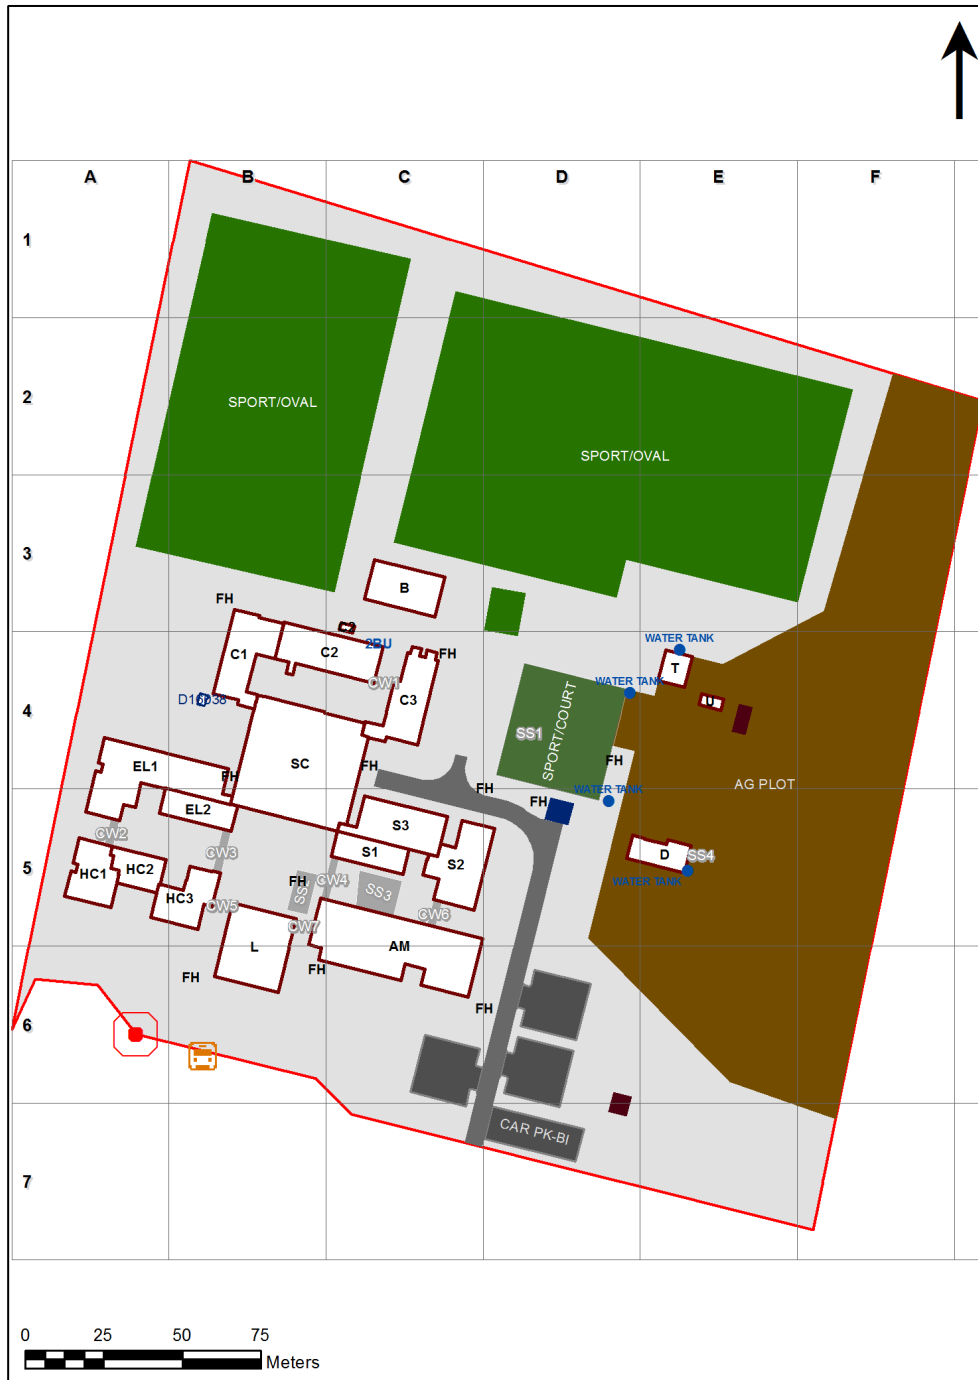 A B C D E F
1
2
SPORT/OVAL
SPORT/OVAL
3
B
FH
WATER TANK
2BU
C1
C2
FH
T
CW1
WATER TANK
D16038
C3
U
4
SS1
SPORT/COURT
SC
FH
EL1
FH
FH
AG PLOT
FH
WATER TANK
EL2
FH
S3
CW2
CW3
S1
S2
D
SS4
5
HC1
HC2
FH
CW4
SS3
WATER TANK
HC3
CW5
CW6
CW7
L
AM
FH
FH
FH
6
CAR PK-BI
7
0 25 50 75
Meters